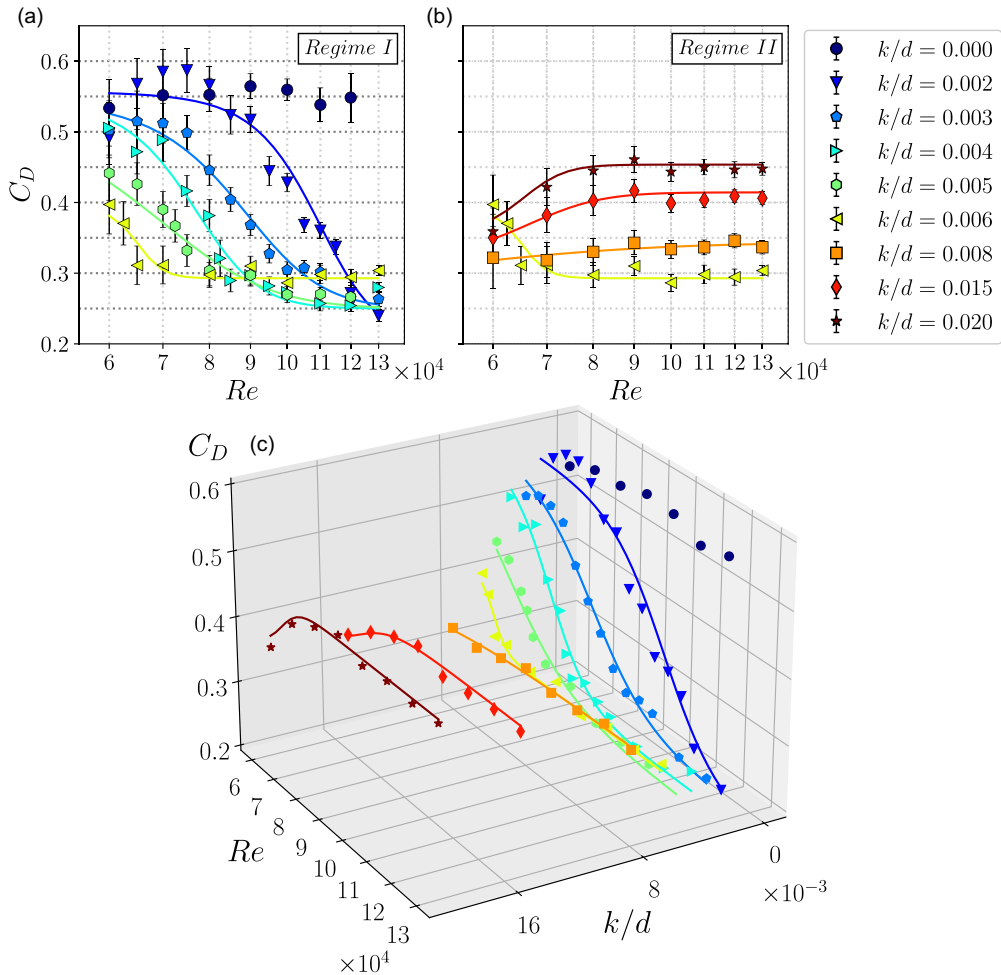 (a)
(b)
Regime I
Regime II
C_D
0.6
0.5
0.4
0.3
0.2
6 7 8 9 10 11 12 13
×10^4
Re
6 7 8 9 10 11 12 13
×10^4
Re
k/d = 0.000
k/d = 0.002
k/d = 0.003
k/d = 0.004
k/d = 0.005
k/d = 0.006
k/d = 0.008
k/d = 0.015
k/d = 0.020
C_D (c)
0.6
0.5
0.4
0.3
0.2
6
7
8
9
10
11
12
13
Re
×10^4
16
8
0
×10^-3
k/d